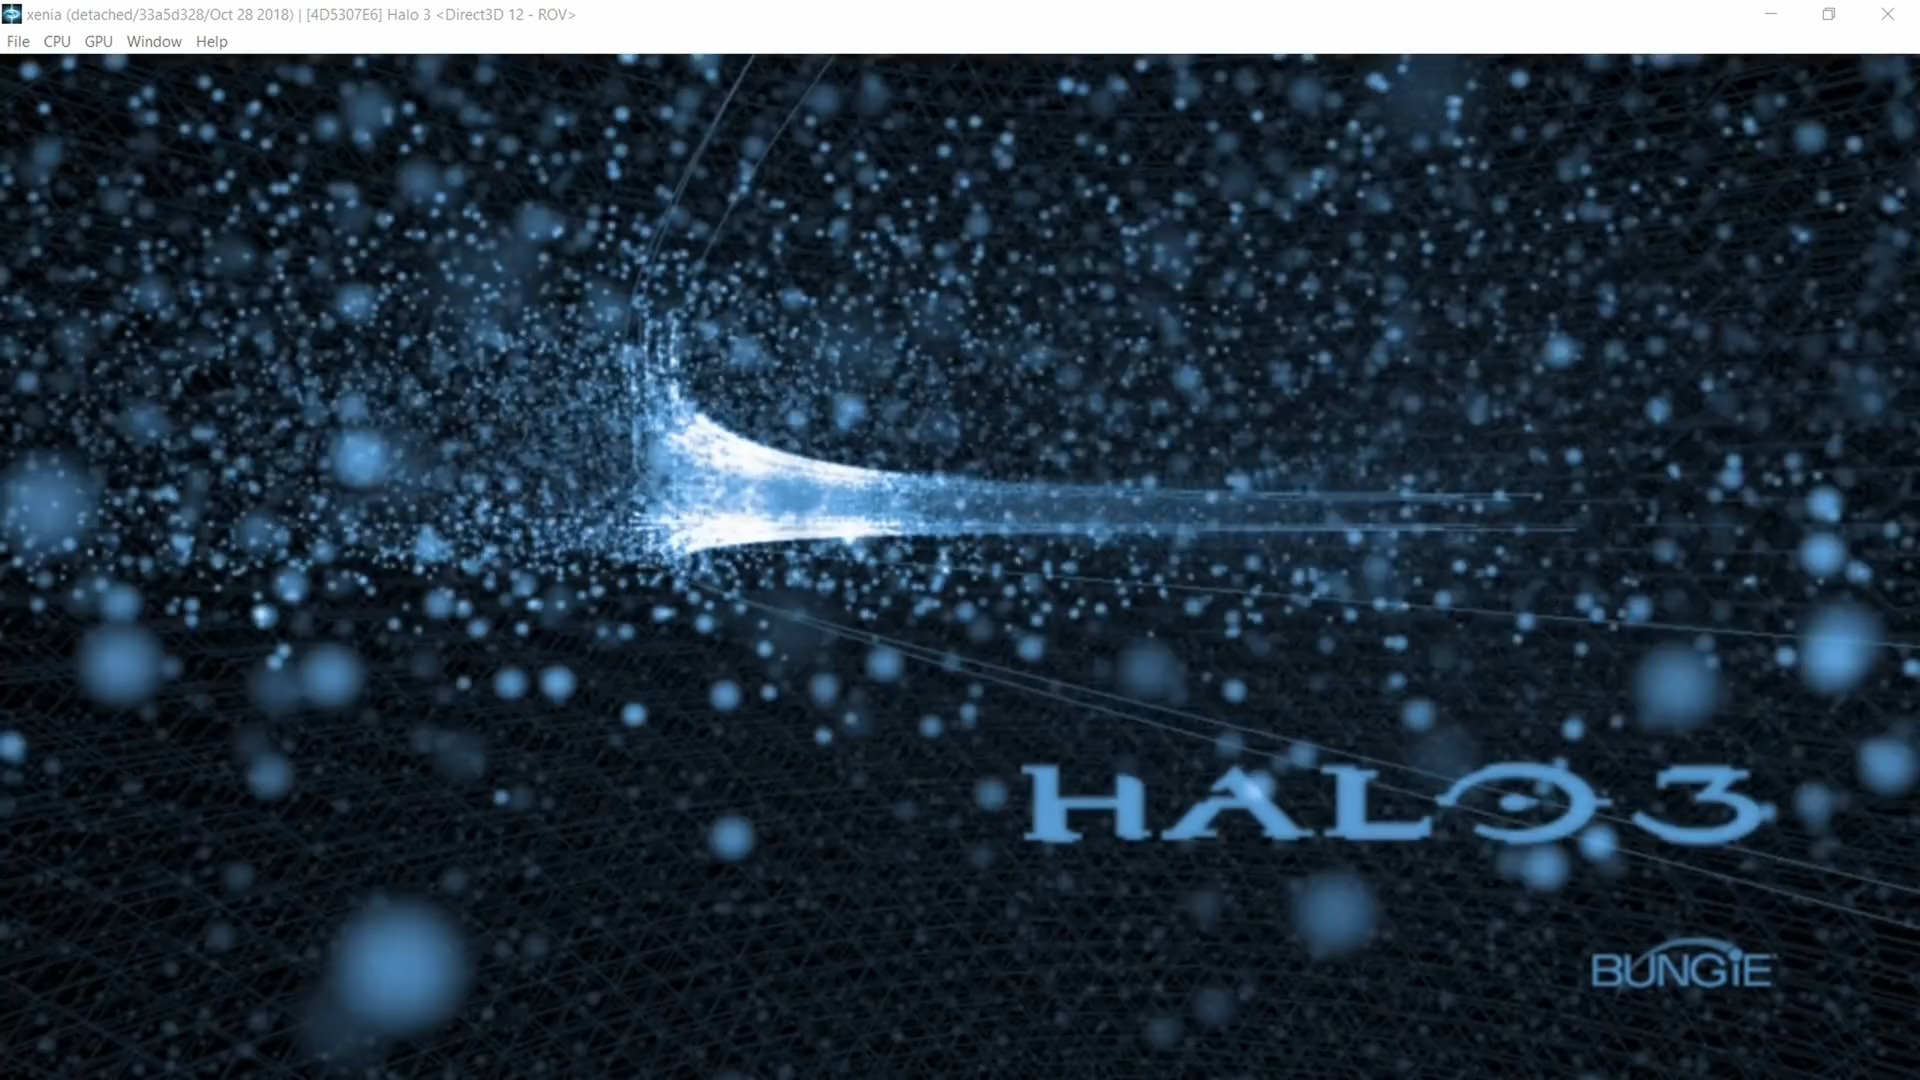 xenia (detached/33a5d328/Oct 28 2018) | [4D5307E6] Halo 3 <Direct3D 12 - ROV>
File CPU GPU Window Help
HALO 3
BUNGiE